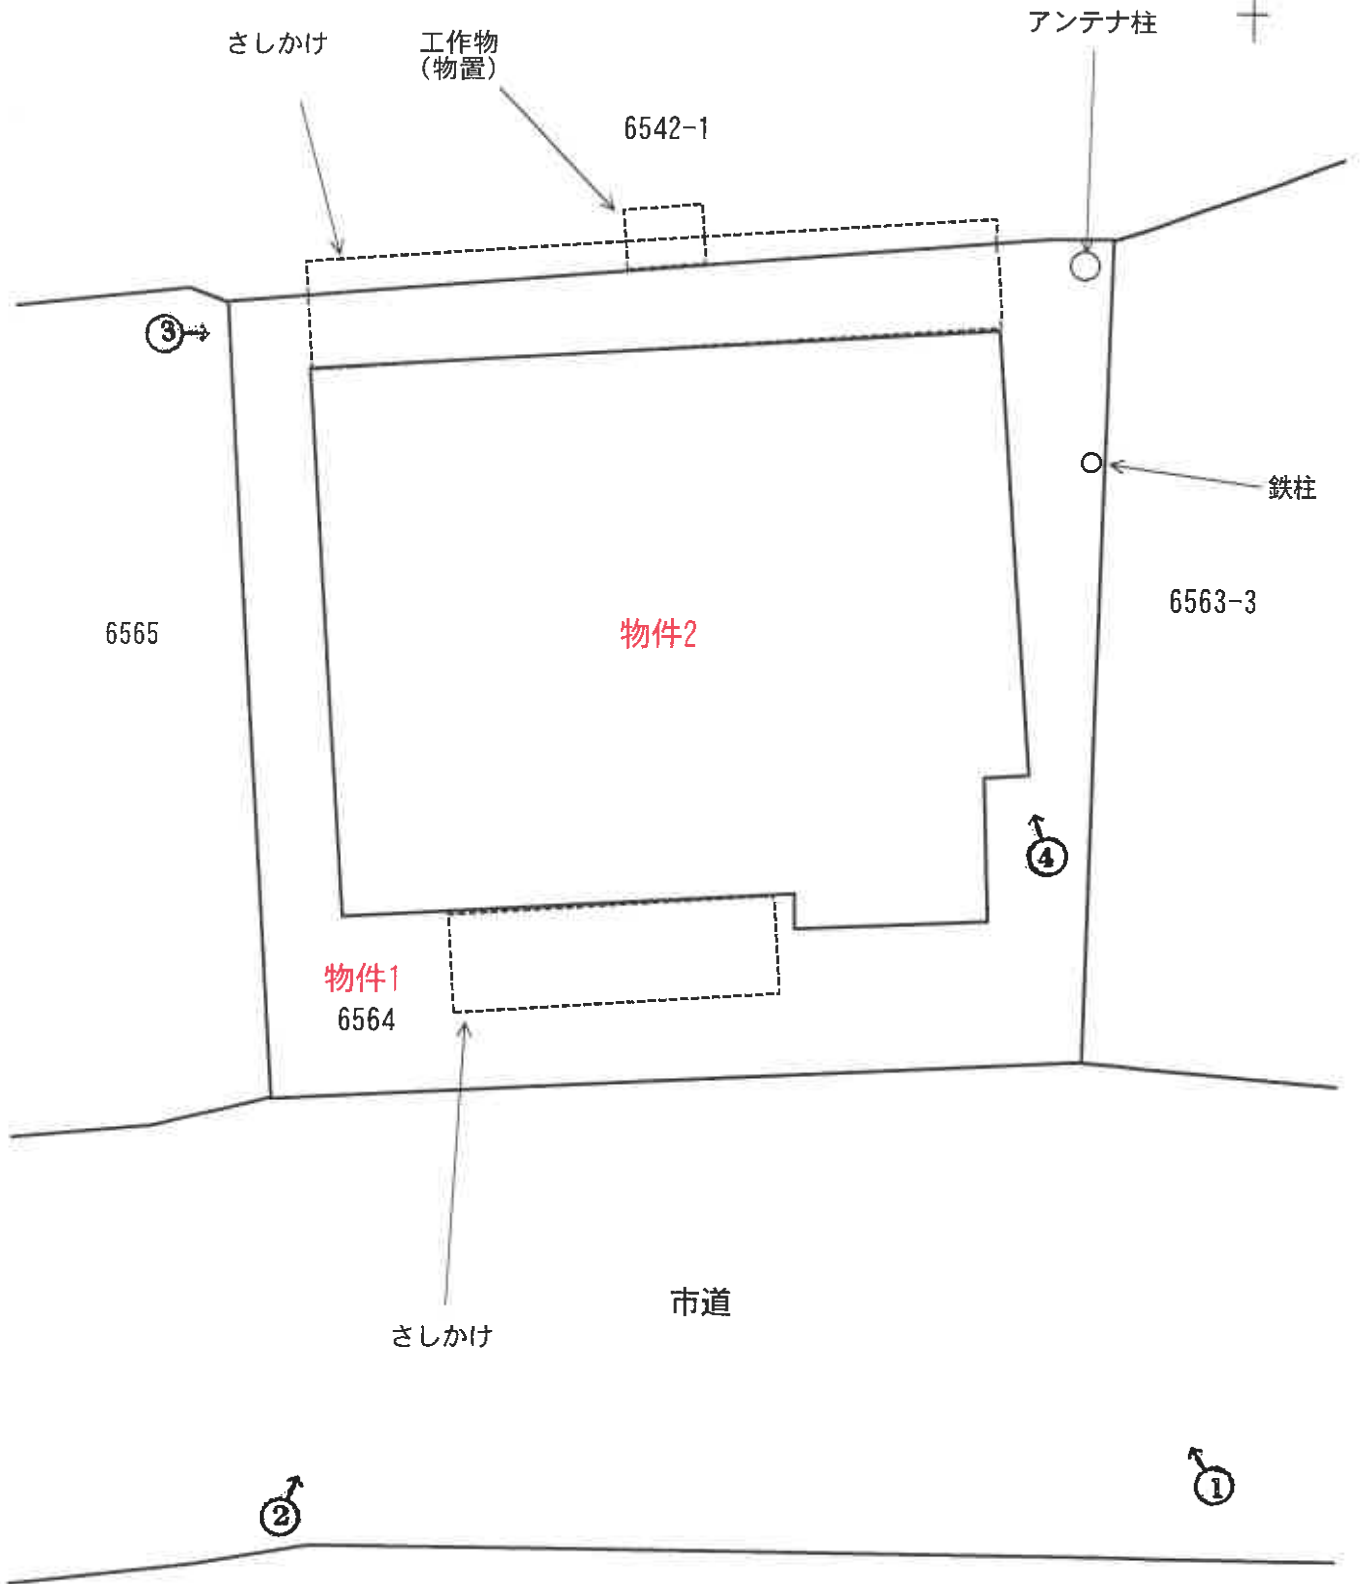 アンテナ柱
さしかけ
工作物
(物置)
6542-1
③
鉄柱
6563-3
6565
物件2
④
物件1
6564
市道
さしかけ
①
②